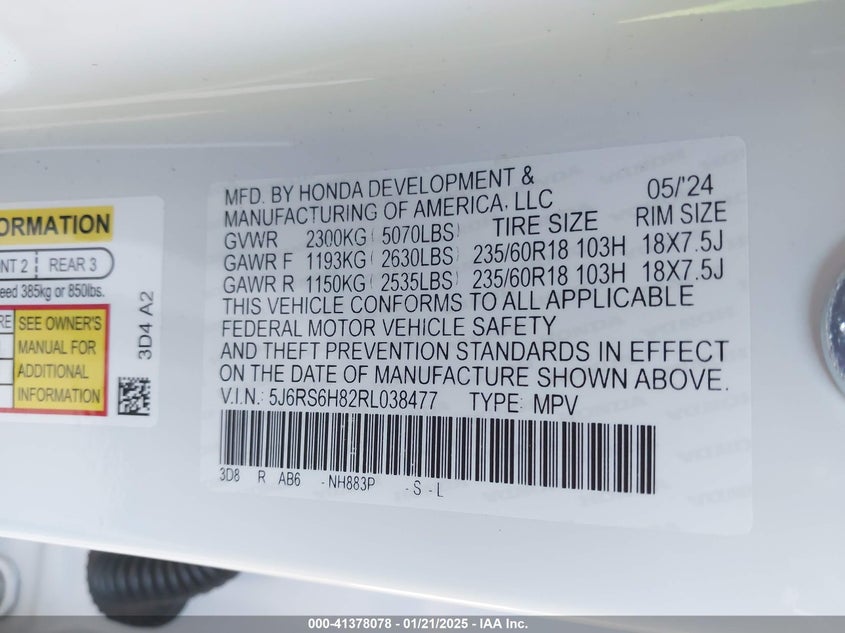 ORMATION
NT 2 REAR 3
eed 385kg or 850lbs.
RE SEE OWNER'S
MANUAL FOR
ADDITIONAL
INFORMATION
3D4 A2
MFD. BY HONDA DEVELOPMENT & 05/'24
MANUFACTURING OF AMERICA, LLC
GVWR 2300KG ( 5070LBS) TIRE SIZE RIM SIZE
GAWR F 1193KG ( 2630LBS) 235/60R18 103H 18X7.5J
GAWR R 1150KG ( 2535LBS) 235/60R18 103H 18X7.5J
THIS VEHICLE CONFORMS TO ALL APPLICABLE
FEDERAL MOTOR VEHICLE SAFETY
AND THEFT PREVENTION STANDARDS IN EFFECT
ON THE DATE OF MANUFACTURE SHOWN ABOVE.
V.I.N.: 5J6RS6H82RL038477 TYPE: MPV
3D8 R AB6 -NH883P -S-L
000-41378078 - 01/21/2025 - IAA Inc.